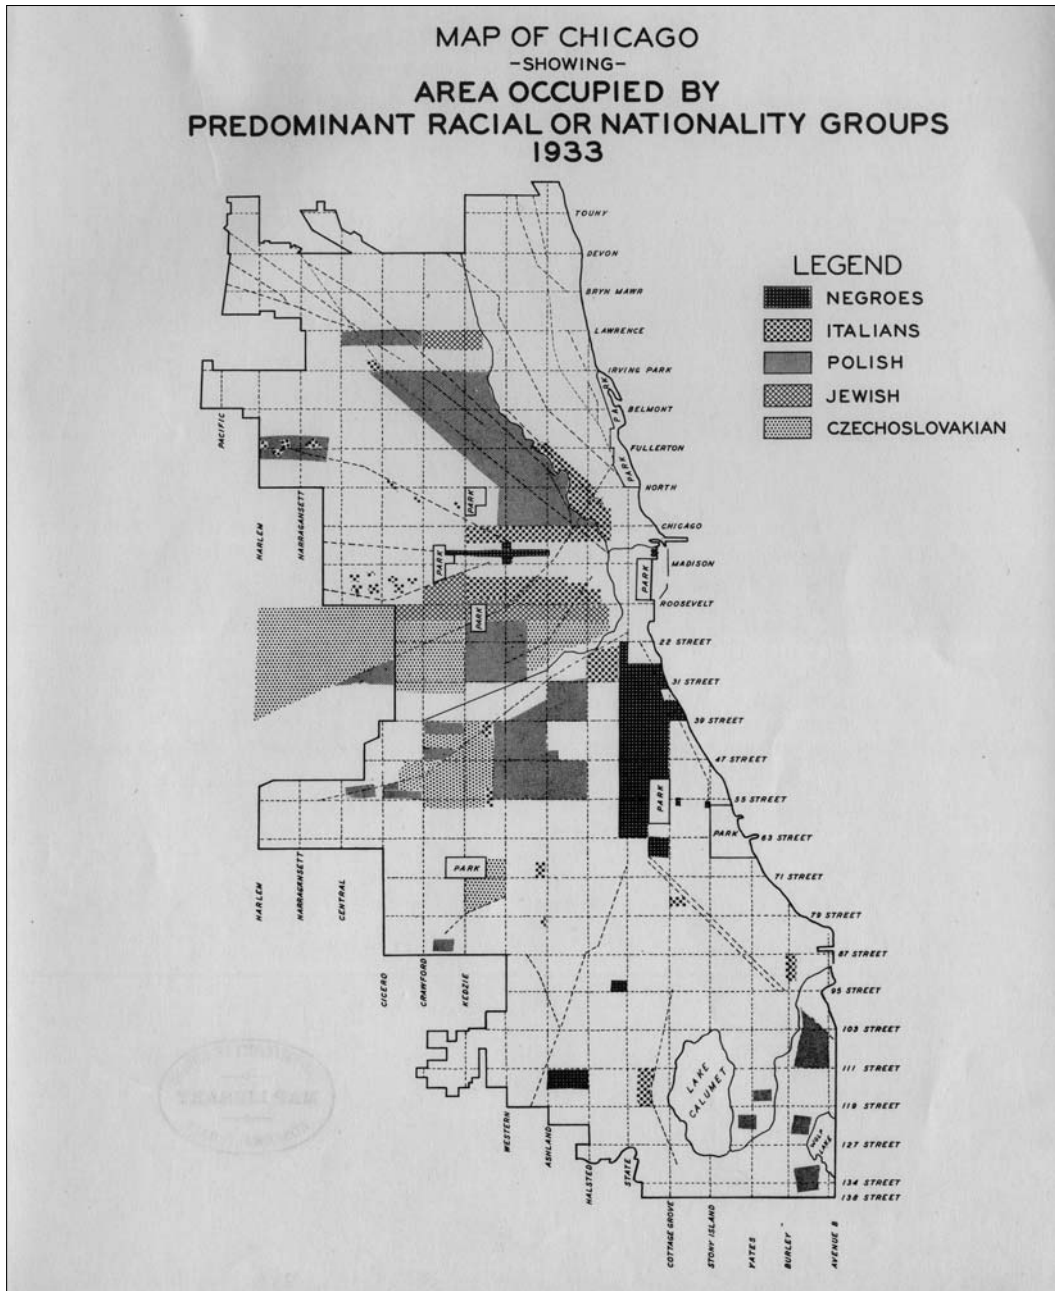 MAP OF CHICAGO
-SHOWING-
AREA OCCUPIED BY
PREDOMINANT RACIAL OR NATIONALITY GROUPS
1933
LEGEND
NEGROES
ITALIANS
POLISH
JEWISH
CZECHOSLOVAKIAN
TOUHY
DEVON
BRYN MAWR
LAWRENCE
IRVING PARK
PARK
BELMONT
FULLERTON
PARK
NORTH
CHICAGO
MADISON
PARK
ROOSEVELT
22 STREET
31 STREET
39 STREET
47 STREET
55 STREET
63 STREET
71 STREET
79 STREET
87 STREET
95 STREET
103 STREET
111 STREET
119 STREET
127 STREET
134 STREET
138 STREET
PACIFIC
HARLEM
NARRAGANSETT
PARK
PARK
PARK
PARK
PARK
PARK
HARLEM
NARRAGANSETT
CENTRAL
CICERO
CRAWFORD
KEDZIE
LAKE
CALUMET
WOLF
LAKE
WESTERN
ASHLAND
HALSTED
STATE
COTTAGE GROVE
STONY ISLAND
YATES
BURLEY
AVENUE B